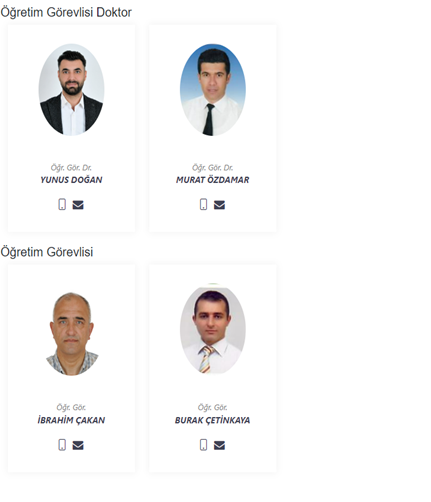 Öğretim Görevlisi Doktor
Öğr. Gör. Dr.
YUNUS DOĞAN
Öğr. Gör. Dr.
MURAT ÖZDAMAR
Öğretim Görevlisi
Öğr. Gör.
İBRAHİM ÇAKAN
Öğr. Gör.
BURAK ÇETİNKAYA